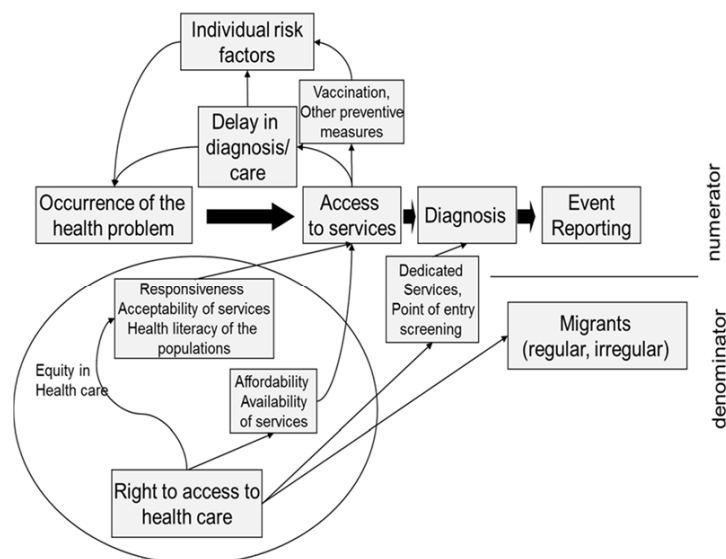 Individual risk
factors
Vaccination,
Other preventive
measures
Delay in
diagnosis/
care
Occurrence of the
health problem
Access
to services
Diagnosis
Event
Reporting
numerator
Responsiveness
Acceptability of services
Health literacy of the
populations
Dedicated
Services,
Point of entry
screening
Migrants
(regular, irregular)
denominator
Equity in
Health care
Affordability
Availability
of services
Right to access to
health care